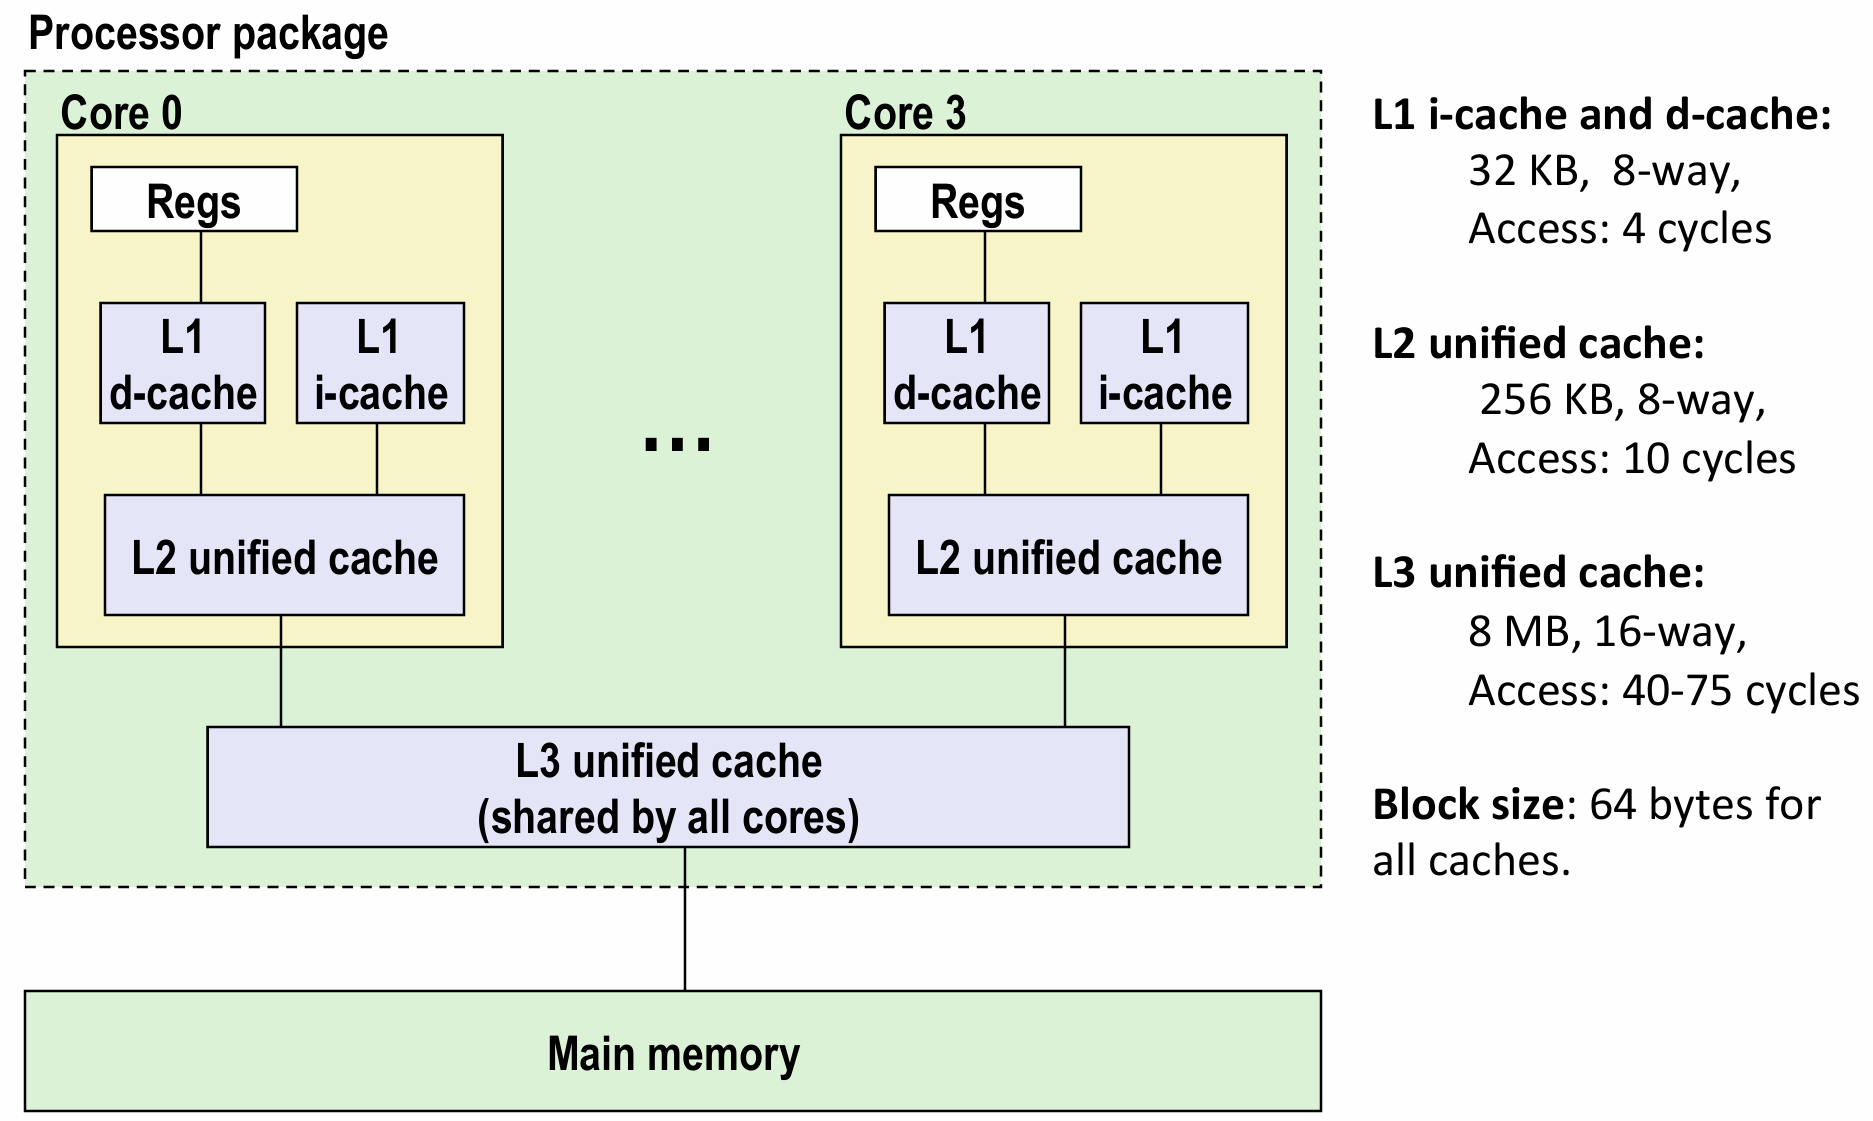 Processor package
Core 0
Regs
L1
d-cache
L1
i-cache
L2 unified cache
...
Core 3
Regs
L1
d-cache
L1
i-cache
L2 unified cache
L3 unified cache
(shared by all cores)
Main memory
L1 i-cache and d-cache:
32 KB, 8-way,
Access: 4 cycles
L2 unified cache:
256 KB, 8-way,
Access: 10 cycles
L3 unified cache:
8 MB, 16-way,
Access: 40-75 cycles
Block size: 64 bytes for
all caches.